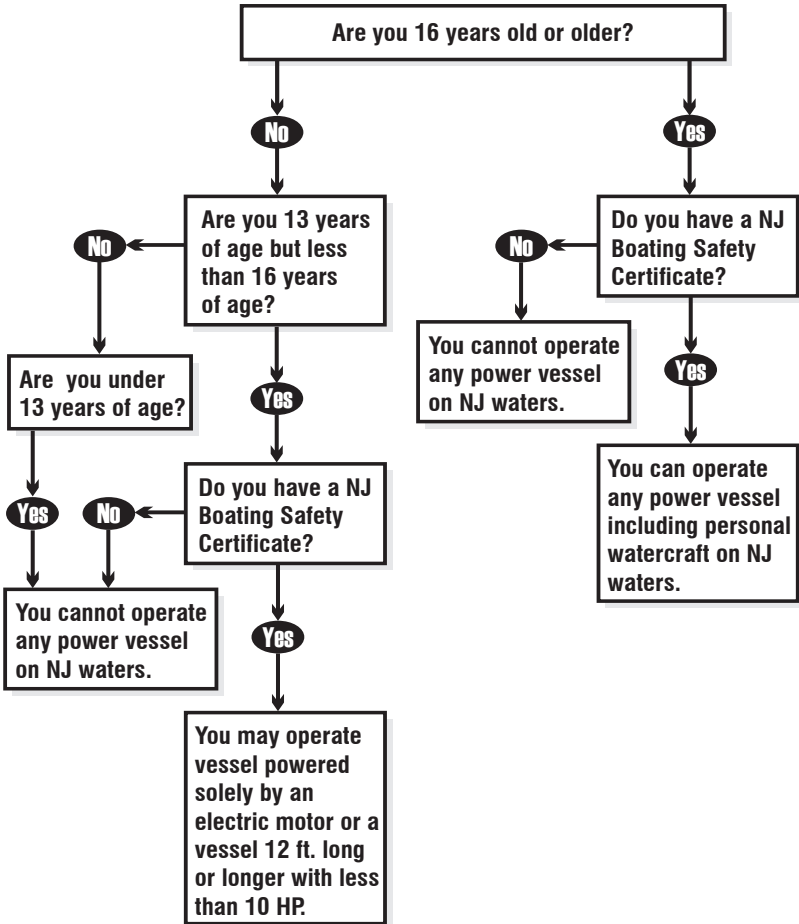 Are you 16 years old or older?
No
Yes
Are you 13 years
of age but less
than 16 years
of age?
No
Do you have a NJ
Boating Safety
Certificate?
No
You cannot operate
any power vessel
on NJ waters.
Yes
Are you under
13 years of age?
Yes
You can operate
any power vessel
including personal
watercraft on NJ
waters.
Do you have a NJ
Boating Safety
Certificate?
Yes
No
You cannot operate
any power vessel
on NJ waters.
Yes
You may operate
vessel powered
solely by an
electric motor or a
vessel 12 ft. long
or longer with less
than 10 HP.